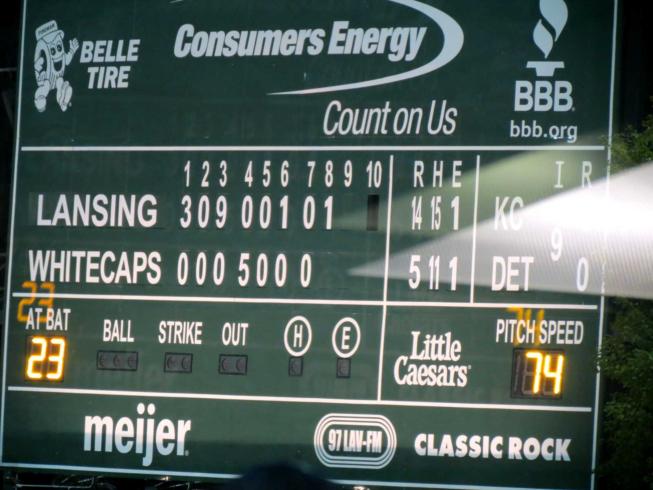 BELLE TIRE
Consumers Energy
Count on Us
BBB.
bbb.org
1 2 3 4 5 6 7 8 9 10 R H E I R
LANSING 3 0 9 0 0 1 0 1 14 15 1 KC
9
WHITECAPS 0 0 0 5 0 0 0 5 11 1 DET 0
AT BAT BALL STRIKE OUT H E Little Caesars PITCH SPEED
23 74
meijer 97 LAV-FM CLASSIC ROCK